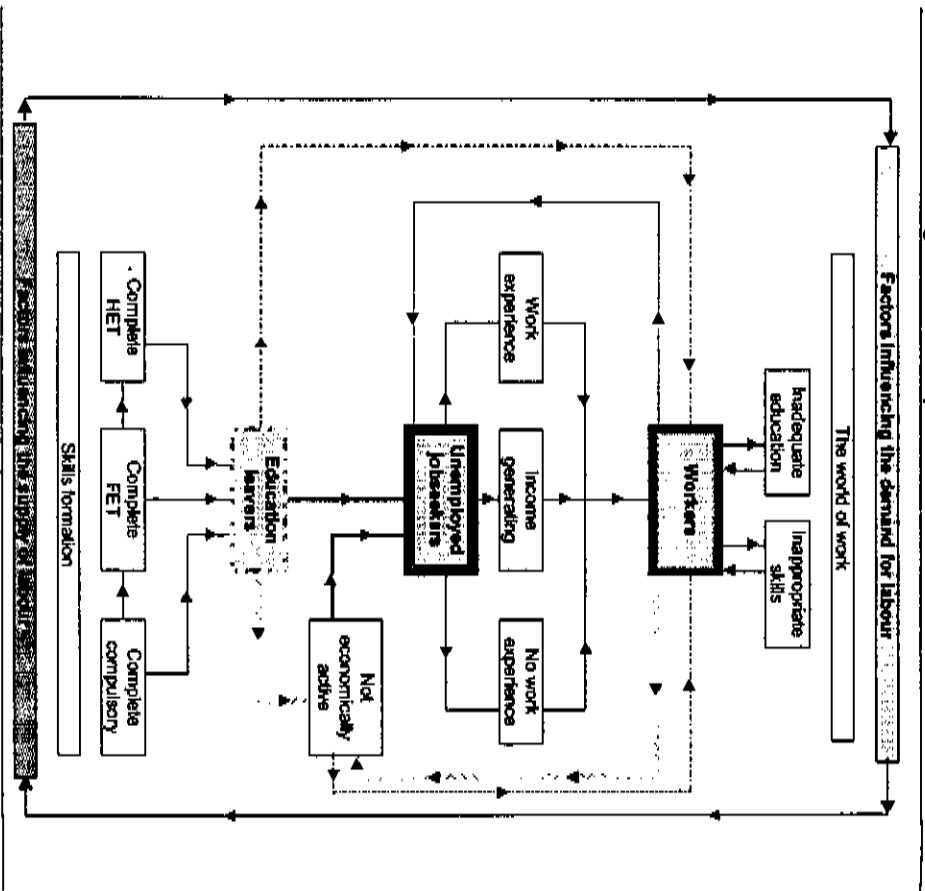 Factors influencing the demand for labour
The world of work
Inadequate
education
Inappropriate
skills
Workers
Work
experience
Income
generating
No work
experience
Unemployed
jobseekers
Not
economically
active
Education
leavers
Complete
HET
Complete
FET
Complete
compulsory
Skills formation
Factors influencing the supply of labour